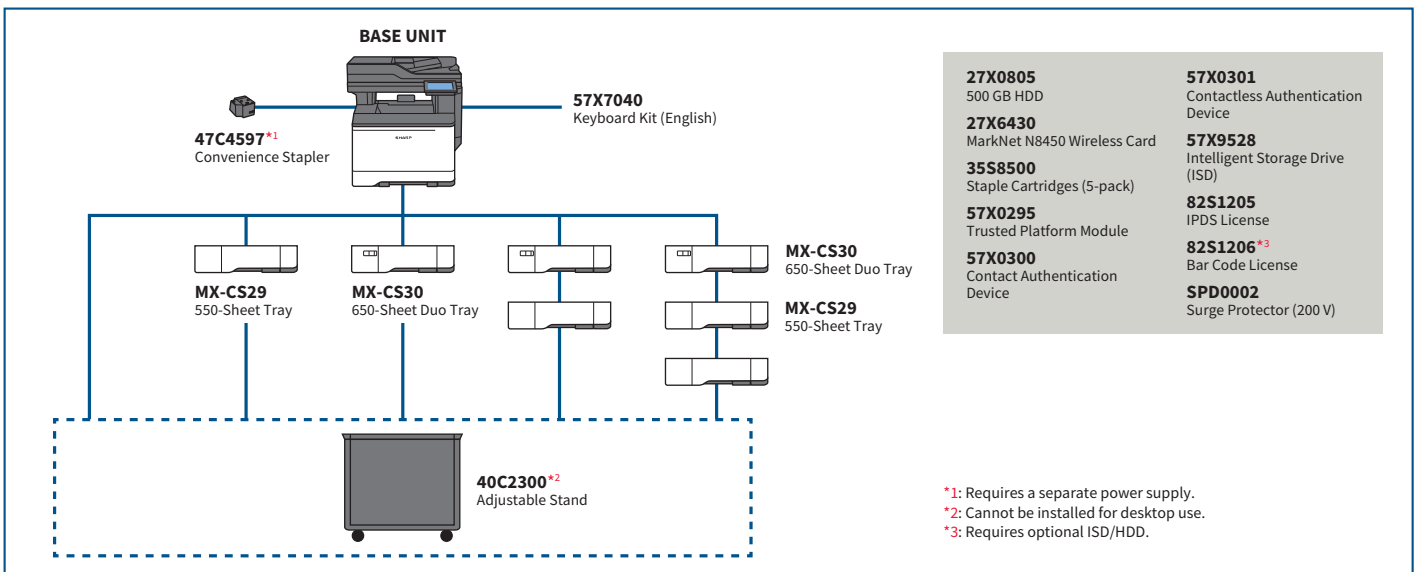 BASE UNIT
SHARP
57X7040
Keyboard Kit (English)
47C4597*1
Convenience Stapler
MX-CS29
550-Sheet Tray
MX-CS30
650-Sheet Duo Tray
MX-CS30
650-Sheet Duo Tray
MX-CS29
550-Sheet Tray
40C2300*2
Adjustable Stand
27X0805
500 GB HDD
27X6430
MarkNet N8450 Wireless Card
35S8500
Staple Cartridges (5-pack)
57X0295
Trusted Platform Module
57X0300
Contact Authentication
Device
57X0301
Contactless Authentication
Device
57X9528
Intelligent Storage Drive
(ISD)
82S1205
IPDS License
82S1206*3
Bar Code License
SPD0002
Surge Protector (200 V)
*1: Requires a separate power supply.
*2: Cannot be installed for desktop use.
*3: Requires optional ISD/HDD.